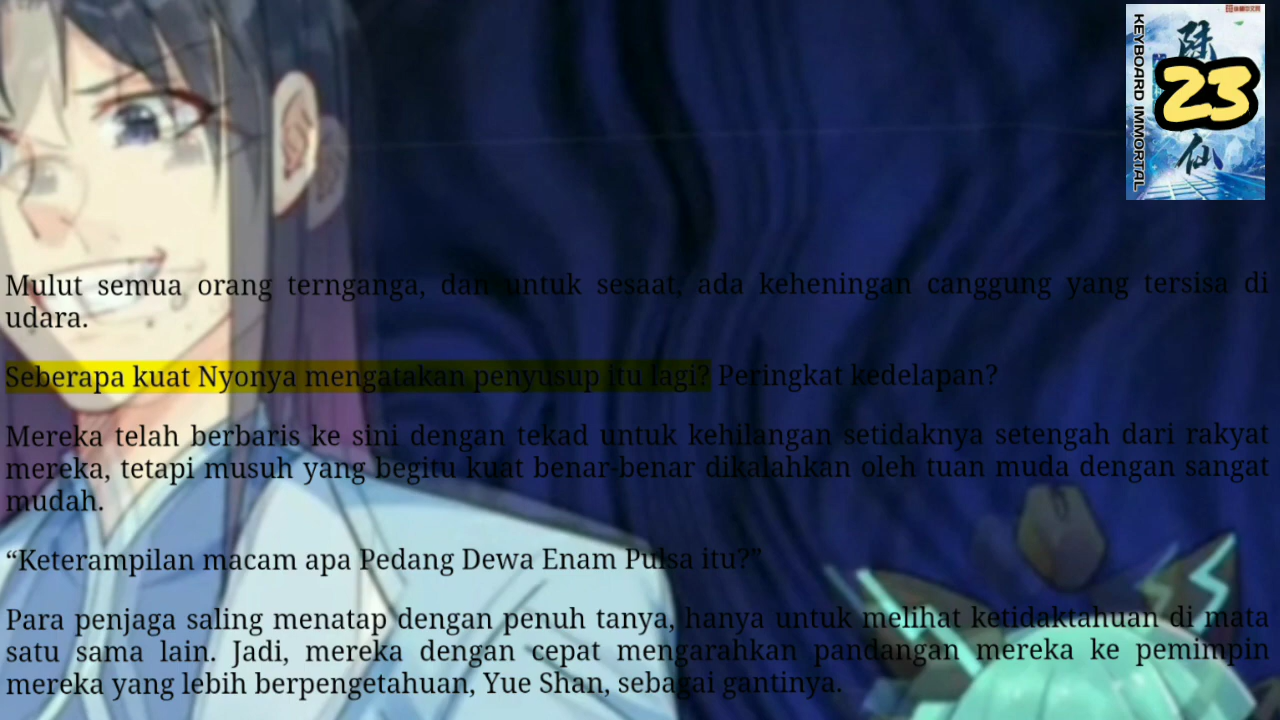 KEYBOARD IMMORTAL
陆
23
仙
Mulut semua orang ternganga, dan untuk sesaat, ada keheningan canggung yang tersisa di
udara.
Seberapa kuat Nyonya mengatakan penyusup itu lagi? Peringkat kedelapan?
Mereka telah berbaris ke sini dengan tekad untuk kehilangan setidaknya setengah dari rakyat
mereka, tetapi musuh yang begitu kuat benar-benar dikalahkan oleh tuan muda dengan sangat
mudah.
“Keterampilan macam apa Pedang Dewa Enam Pulsa itu?”
Para penjaga saling menatap dengan penuh tanya, hanya untuk melihat ketidaktahuan di mata
satu sama lain. Jadi, mereka dengan cepat mengarahkan pandangan mereka ke pemimpin
mereka yang lebih berpengetahuan, Yue Shan, sebagai gantinya.